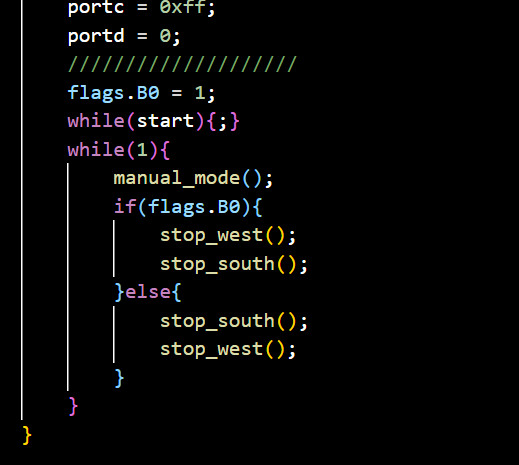 portc = 0xff;
portd = 0;
////////////////////
flags.B0 = 1;
while(start){;}
while(1){
manual_mode();
if(flags.B0){
stop_west();
stop_south();
}else{
stop_south();
stop_west();
}
}
}